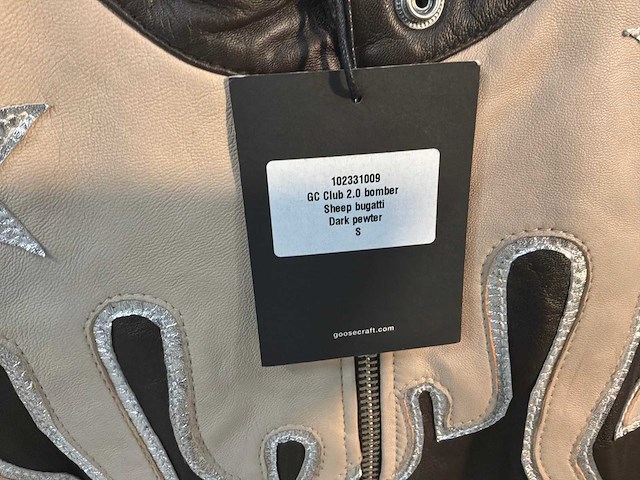 102331009
GC Club 2.0 bomber
Sheep bugatti
Dark pewter
S
goosecraft.com